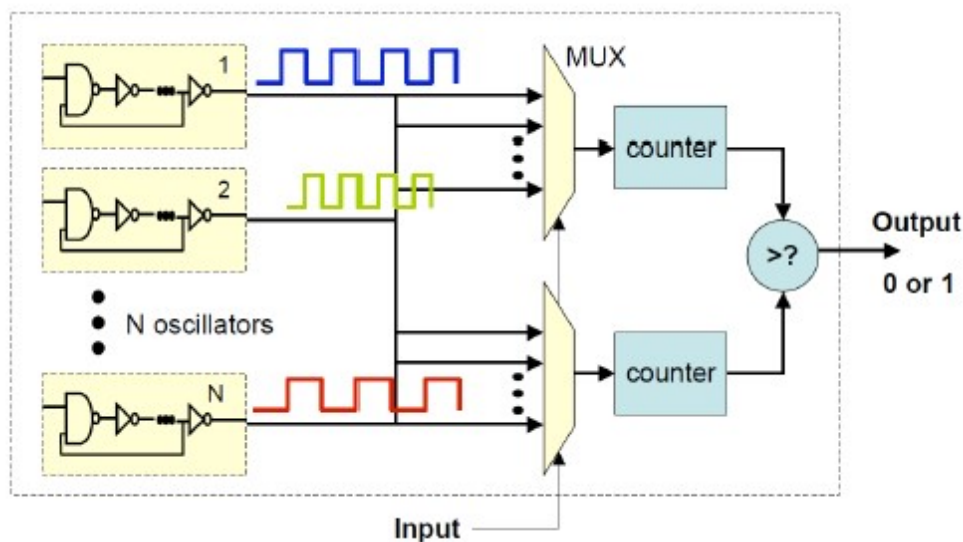 1
MUX
counter
2
Output
>?
0 or 1
N oscillators
N
counter
Input